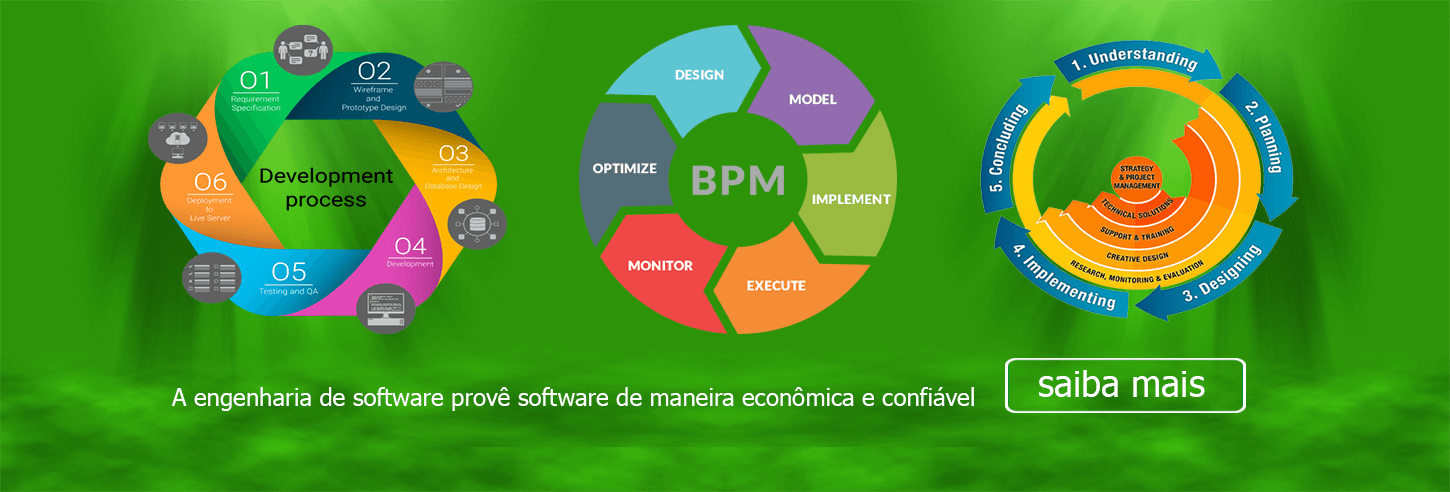 01
Requirement
Specification
02
Wireframe
and
Prototype Design
03
Architecture
and
Database Design
04
Development
05
Testing and QA
06
Deployment
to
Live Server
Development
process
DESIGN
MODEL
IMPLEMENT
EXECUTE
MONITOR
OPTIMIZE
BPM
1. Understanding
2. Planning
3. Designing
4. Implementing
5. Concluding
STRATEGY
& PROJECT
MANAGEMENT
TECHNICAL SOLUTIONS
SUPPORT & TRAINING
CREATIVE DESIGN
RESEARCH, MONITORING & EVALUATION
A engenharia de software provê software de maneira econômica e confiável
saiba mais